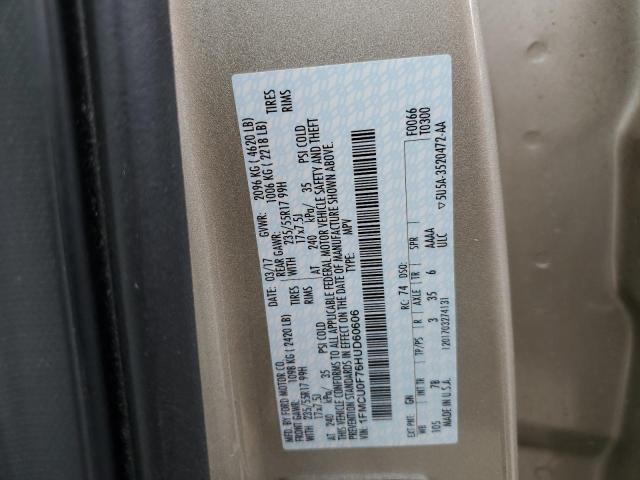 MFD. BY FORD MOTOR CO.
DATE: 03/17 GVWR: 2096 KG ( 4620 LB)
FRONT GAWR: 1098 KG ( 2420 LB) REAR GAWR: 1006 KG ( 2218 LB)
235/55R17 99H TIRES WITH 235/55R17 99H TIRES
17x7.5J RIMS 17x7.5J RIMS
AT 240 kPa/ 35 PSI COLD AT 240 kPa/ 35 PSI COLD
THIS VEHICLE CONFORMS TO ALL APPLICABLE FEDERAL MOTOR VEHICLE SAFETY AND THEFT
PREVENTION STANDARDS IN EFFECT ON THE DATE OF MANUFACTURE SHOWN ABOVE.
VIN: 1FMCU0F76HUD60606 TYPE: MPV
F0066
T0300
EXT PNT: GN RC: 74 DSO:
WB INT TR TP/PS R AXLE TR SPR
105 7B 3 35 6 AAAA
MADE IN U.S.A. ULC
▽5U5A-3520472-AA